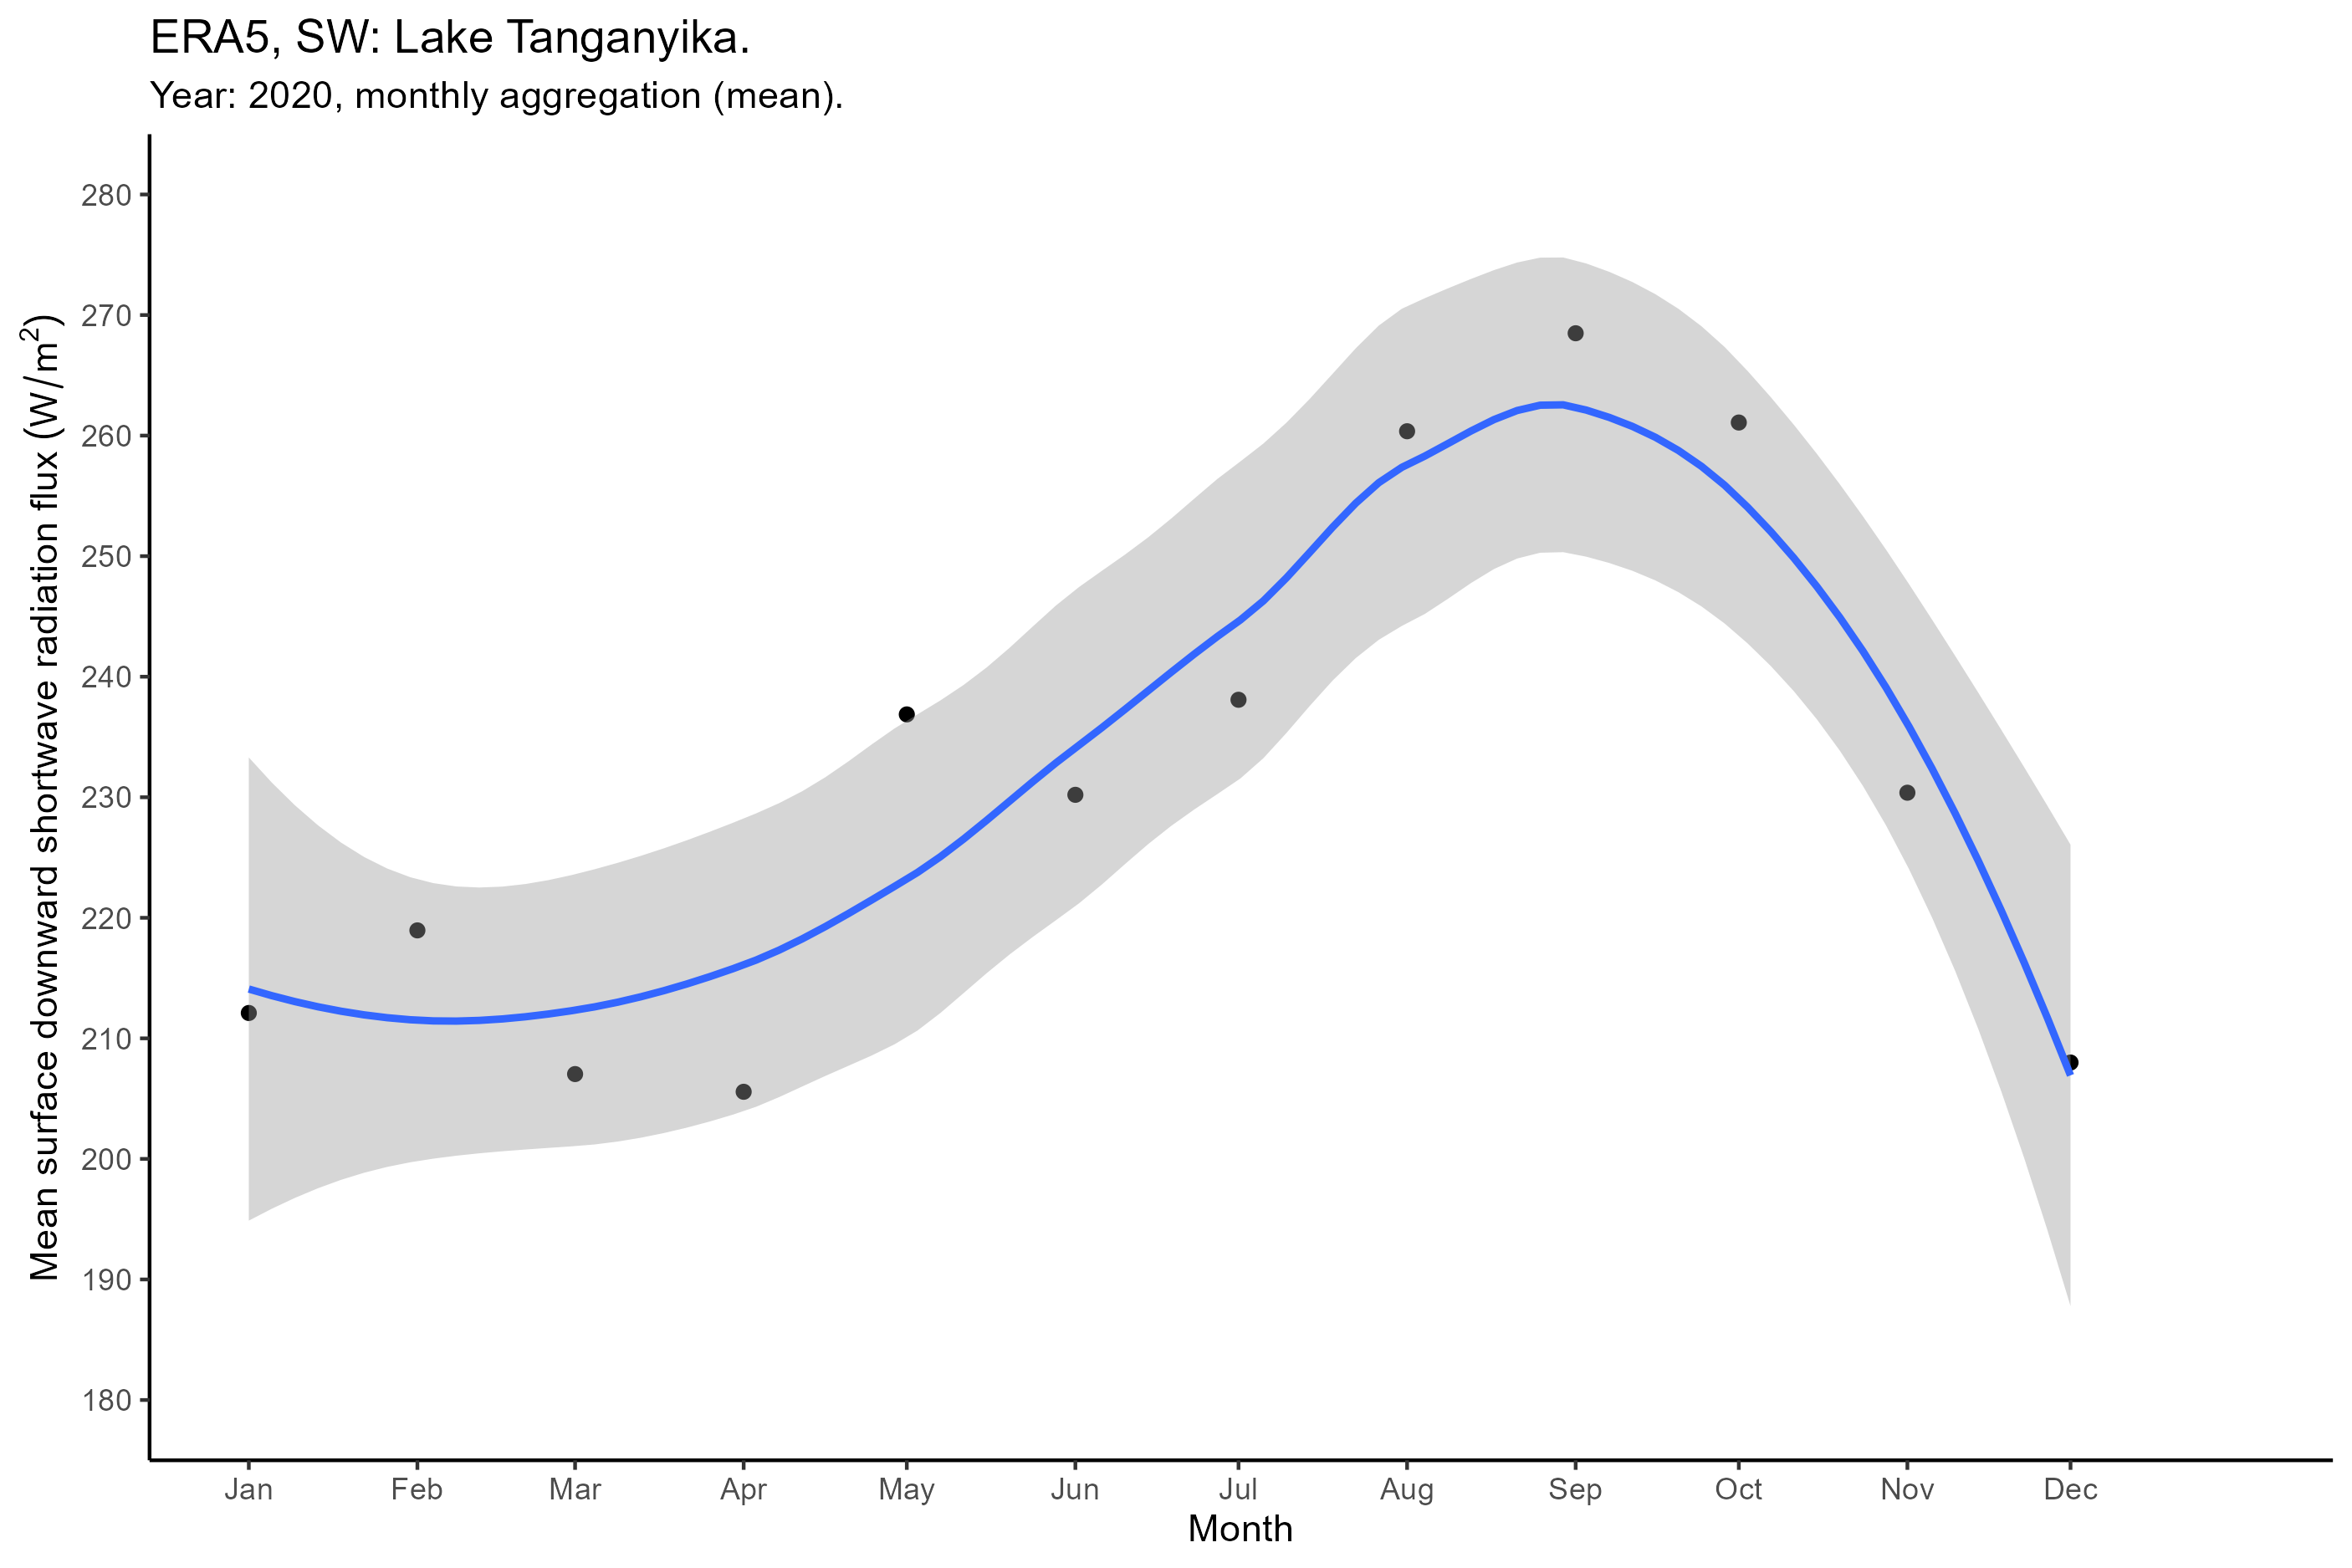 ERA5, SW: Lake Tanganyika.
Year: 2020, monthly aggregation (mean).
Mean surface downward shortwave radiation flux (W/m²)
280
270
260
250
240
230
220
210
200
190
180
Jan Feb Mar Apr May Jun Jul Aug Sep Oct Nov Dec
Month